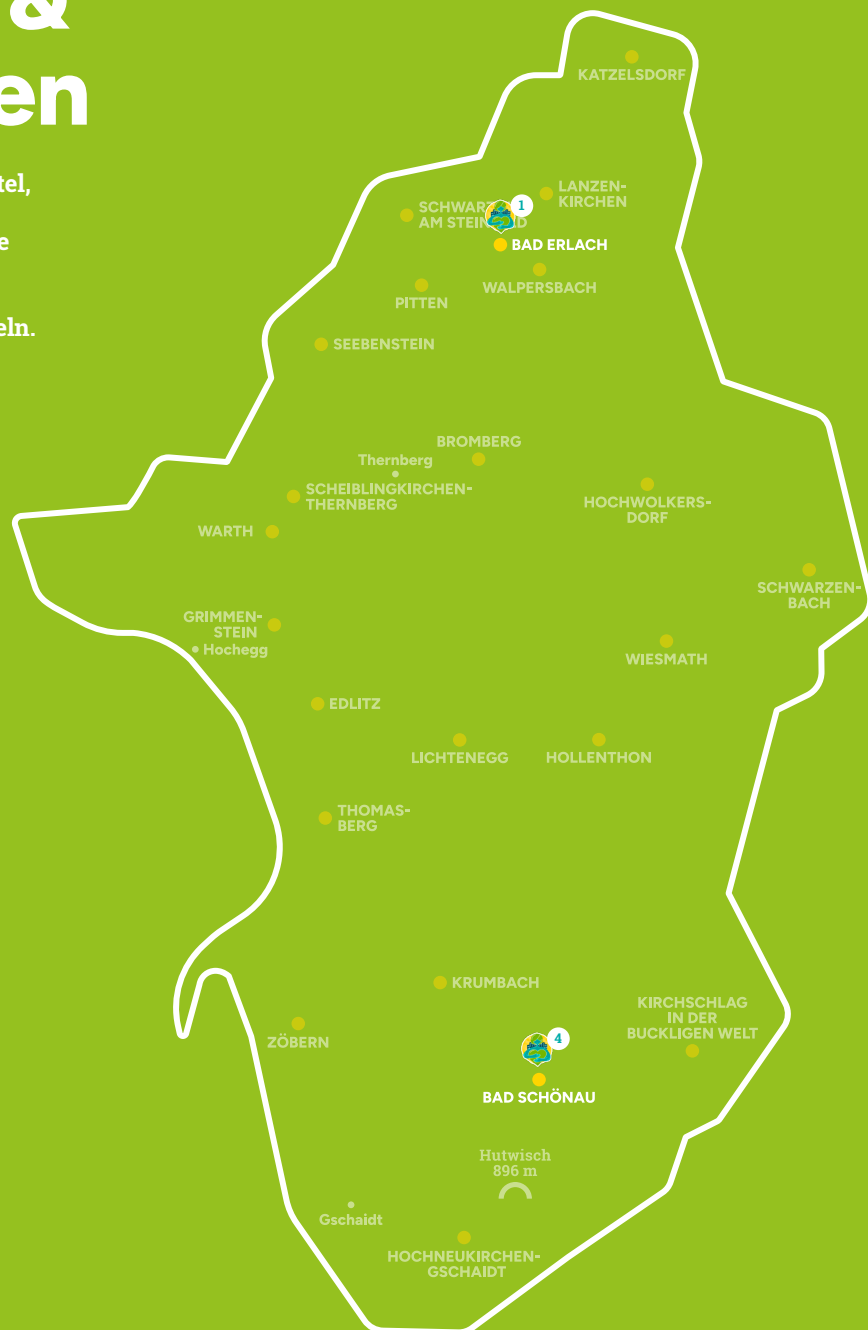 &
en
tel,
e
eln.
KATZELSDORF
LANZEN-
KIRCHEN
1
AM STEIN
BAD ERLACH
WALPERSBACH
PITTEN
SEEBENSTEIN
BROMBERG
Thernberg
SCHEIBLINGKIRCHEN-
THERNBERG
HOCHWOLKERS-
DORF
WARTH
SCHWARZEN-
BACH
GRIMMEN-
STEIN
Hochegg
WIESMATH
EDLITZ
LICHTENEGG
HOLLENTHON
THOMAS-
BERG
KRUMBACH
KIRCHSCHLAG
IN DER
BUCKLIGEN WELT
ZÖBERN
4
BAD SCHÖNAU
Hutwisch
896 m
Gschaidt
HOCHNEUKIRCHEN-
GSCHAIDT